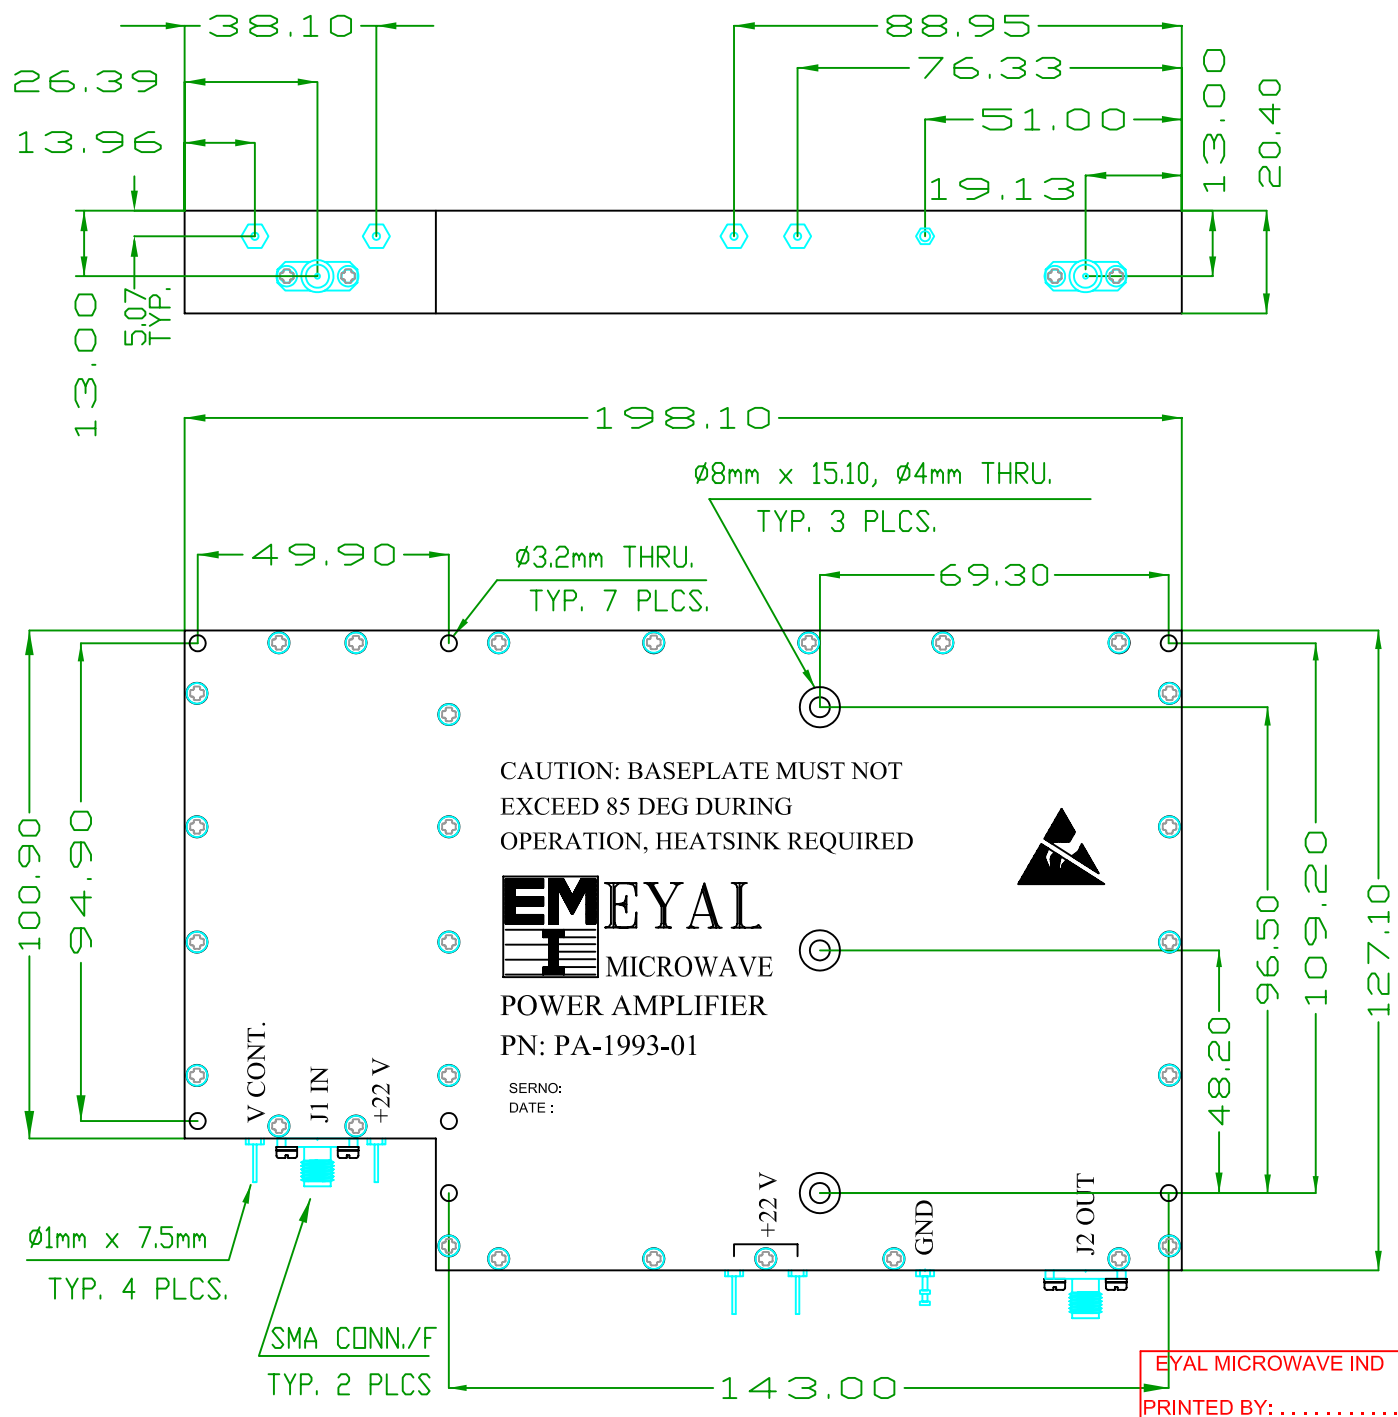 38.10
88.95
26.39
76.33
13.96
51.00
13.00
20.40
19.13
13.00
5.07
TYP.
198.10
Ø8mm x 15.10, Ø4mm THRU.
TYP. 3 PLCS.
49.90
Ø3.2mm THRU.
TYP. 7 PLCS.
69.30
CAUTION: BASEPLATE MUST NOT
EXCEED 85 DEG DURING
OPERATION, HEATSINK REQUIRED
EMI
EYAL
MICROWAVE
POWER AMPLIFIER
PN: PA-1993-01
SERNO:
DATE :
100.90
94.90
96.50
109.20
127.10
48.20
V CONT.
J1 IN
+22 V
+22 V
GND
J2 OUT
Ø1mm x 7.5mm
TYP. 4 PLCS.
SMA CONN./F
TYP. 2 PLCS
143.00
EYAL MICROWAVE IND
PRINTED BY: . . . . . . . . . . .